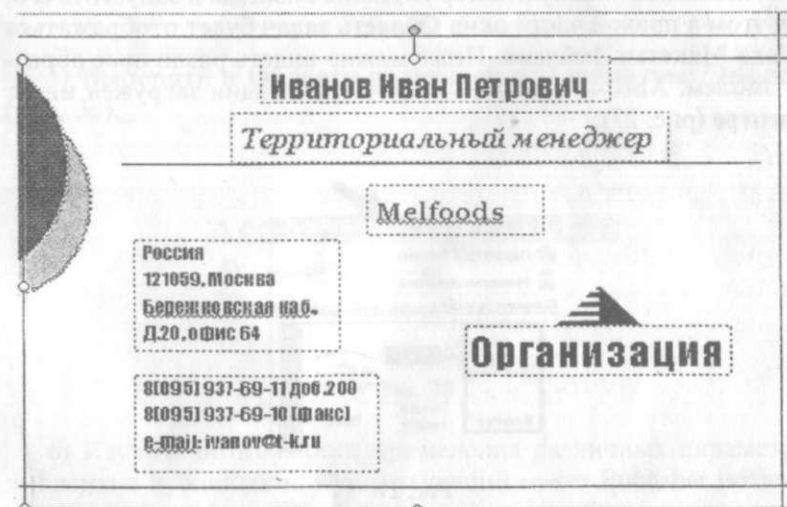 Иванов Иван Петрович
Территориальный менеджер
Melfoods
Россия
121059, Москва
Бережковская наб.,
Д.20, офис 64
8(095) 937-69-11 доб.200
8(095) 937-69-10 (факс)
e-mail: ivanov@t-k.ru
Организация